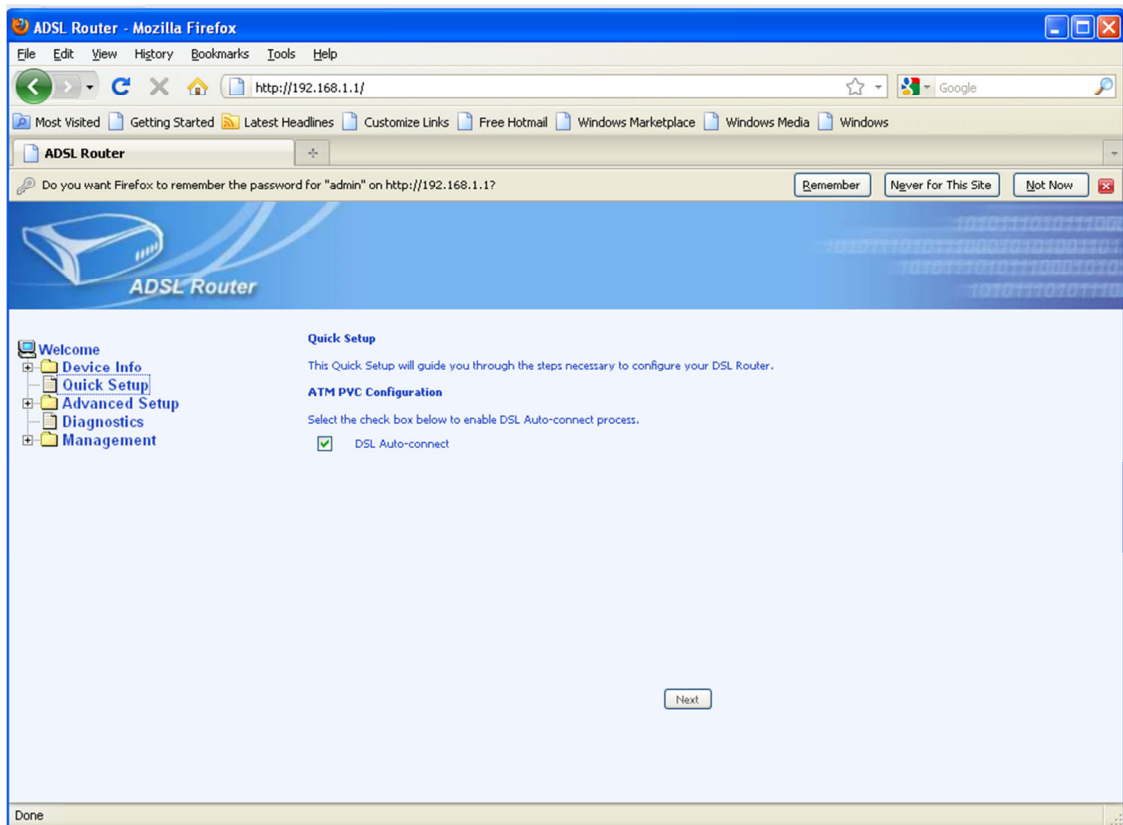 ADSL Router - Mozilla Firefox
File Edit View History Bookmarks Tools Help
http://192.168.1.1/
Google
Most Visited Getting Started Latest Headlines Customize Links Free Hotmail Windows Marketplace Windows Media Windows
ADSL Router
Do you want Firefox to remember the password for "admin" on http://192.168.1.1? Remember Never for This Site Not Now
ADSL Router
Welcome
Device Info
Quick Setup
Advanced Setup
Diagnostics
Management
Quick Setup
This Quick Setup will guide you through the steps necessary to configure your DSL Router.
ATM PVC Configuration
Select the check box below to enable DSL Auto-connect process.
DSL Auto-connect
Next
Done